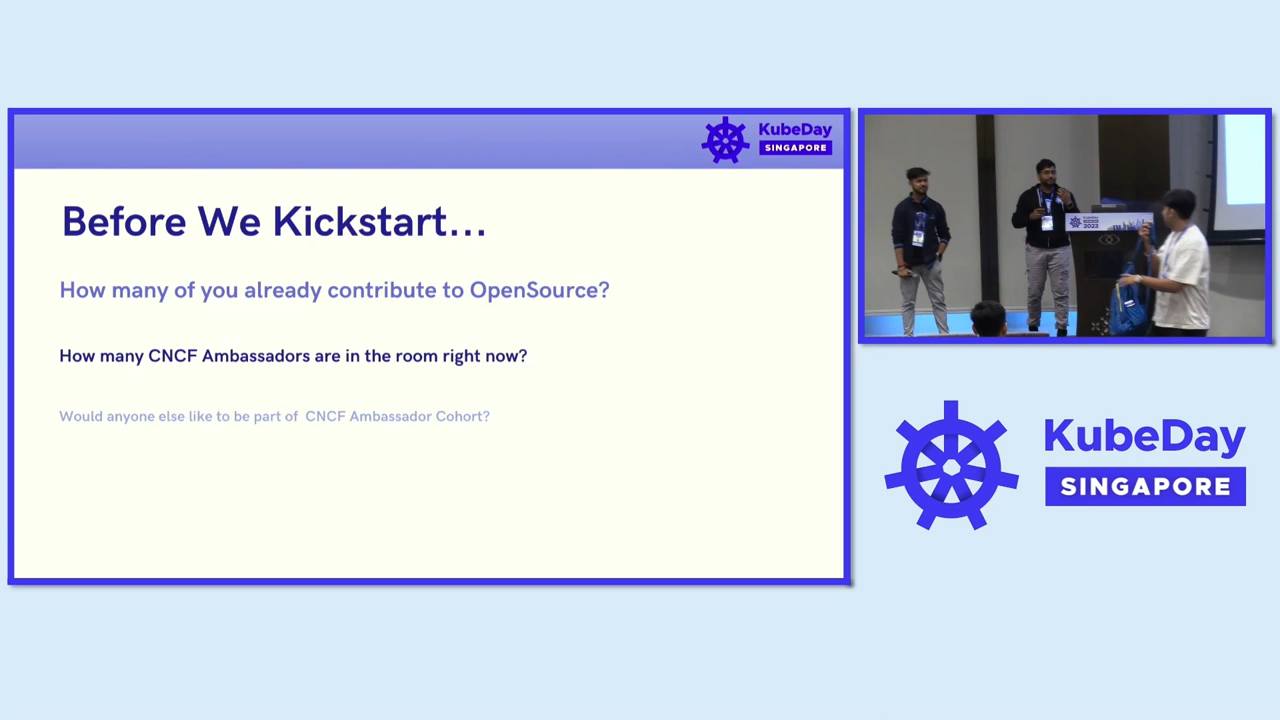 KubeDay
SINGAPORE
Before We Kickstart...
How many of you already contribute to OpenSource?
How many CNCF Ambassadors are in the room right now?
Would anyone else like to be part of CNCF Ambassador Cohort?
KubeDay
KubeDay
SINGAPORE